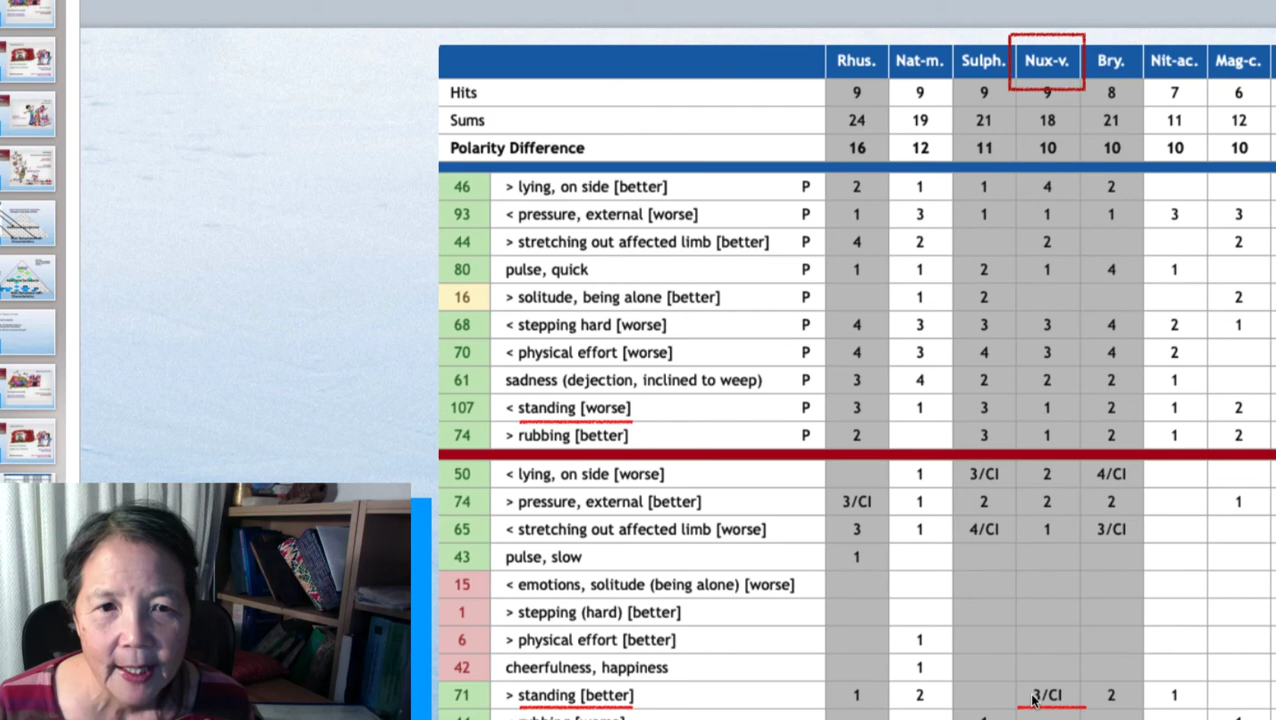 Rhus. Nat-m. Sulph. Nux-v. Bry. Nit-ac. Mag-c.
Hits 9 9 9 9 8 7 6
Sums 24 19 21 18 21 11 12
Polarity Difference 16 12 11 10 10 10 10
46 > lying, on side [better] P 2 1 1 4 2
93 < pressure, external [worse] P 1 3 1 1 1 3 3
44 > stretching out affected limb [better] P 4 2 2 2
80 pulse, quick P 1 1 2 1 4 1
16 > solitude, being alone [better] P 1 2 2
68 < stepping hard [worse] P 4 3 3 3 4 2 1
70 < physical effort [worse] P 4 3 4 3 4 2
61 sadness (dejection, inclined to weep) P 3 4 2 2 2 1
107 < standing [worse] P 3 1 3 1 2 1 2
74 > rubbing [better] P 2 3 1 2 1 2
50 < lying, on side [worse] 1 3/CI 2 4/CI
74 > pressure, external [better] 3/CI 1 2 2 2 1
65 < stretching out affected limb [worse] 3 1 4/CI 1 3/CI
43 pulse, slow 1
15 < emotions, solitude (being alone) [worse]
1 > stepping (hard) [better]
6 > physical effort [better] 1
42 cheerfulness, happiness 1
71 > standing [better] 1 2 3/CI 2 1